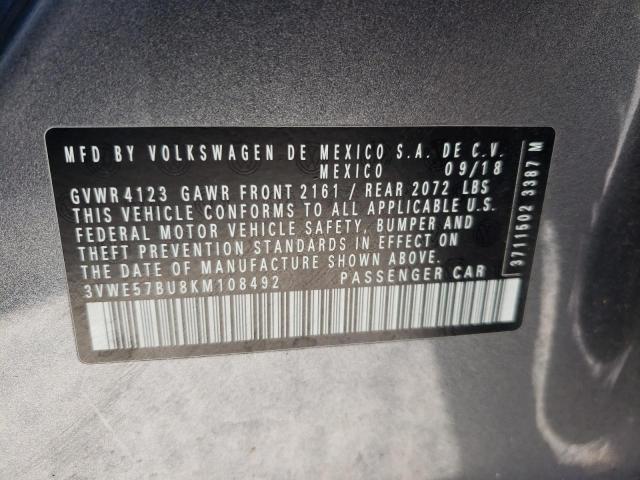 MFD BY VOLKSWAGEN DE MEXICO S.A. DE C.V.
MEXICO 09/18
GVWR 4123 GAWR FRONT 2161 / REAR 2072 LBS
THIS VEHICLE CONFORMS TO ALL APPLICABLE U.S.
FEDERAL MOTOR VEHICLE SAFETY, BUMPER AND
THEFT PREVENTION STANDARDS IN EFFECT ON
THE DATE OF MANUFACTURE SHOWN ABOVE.
3VWE57BU8KM108492 PASSENGER CAR
3711502 3387 M